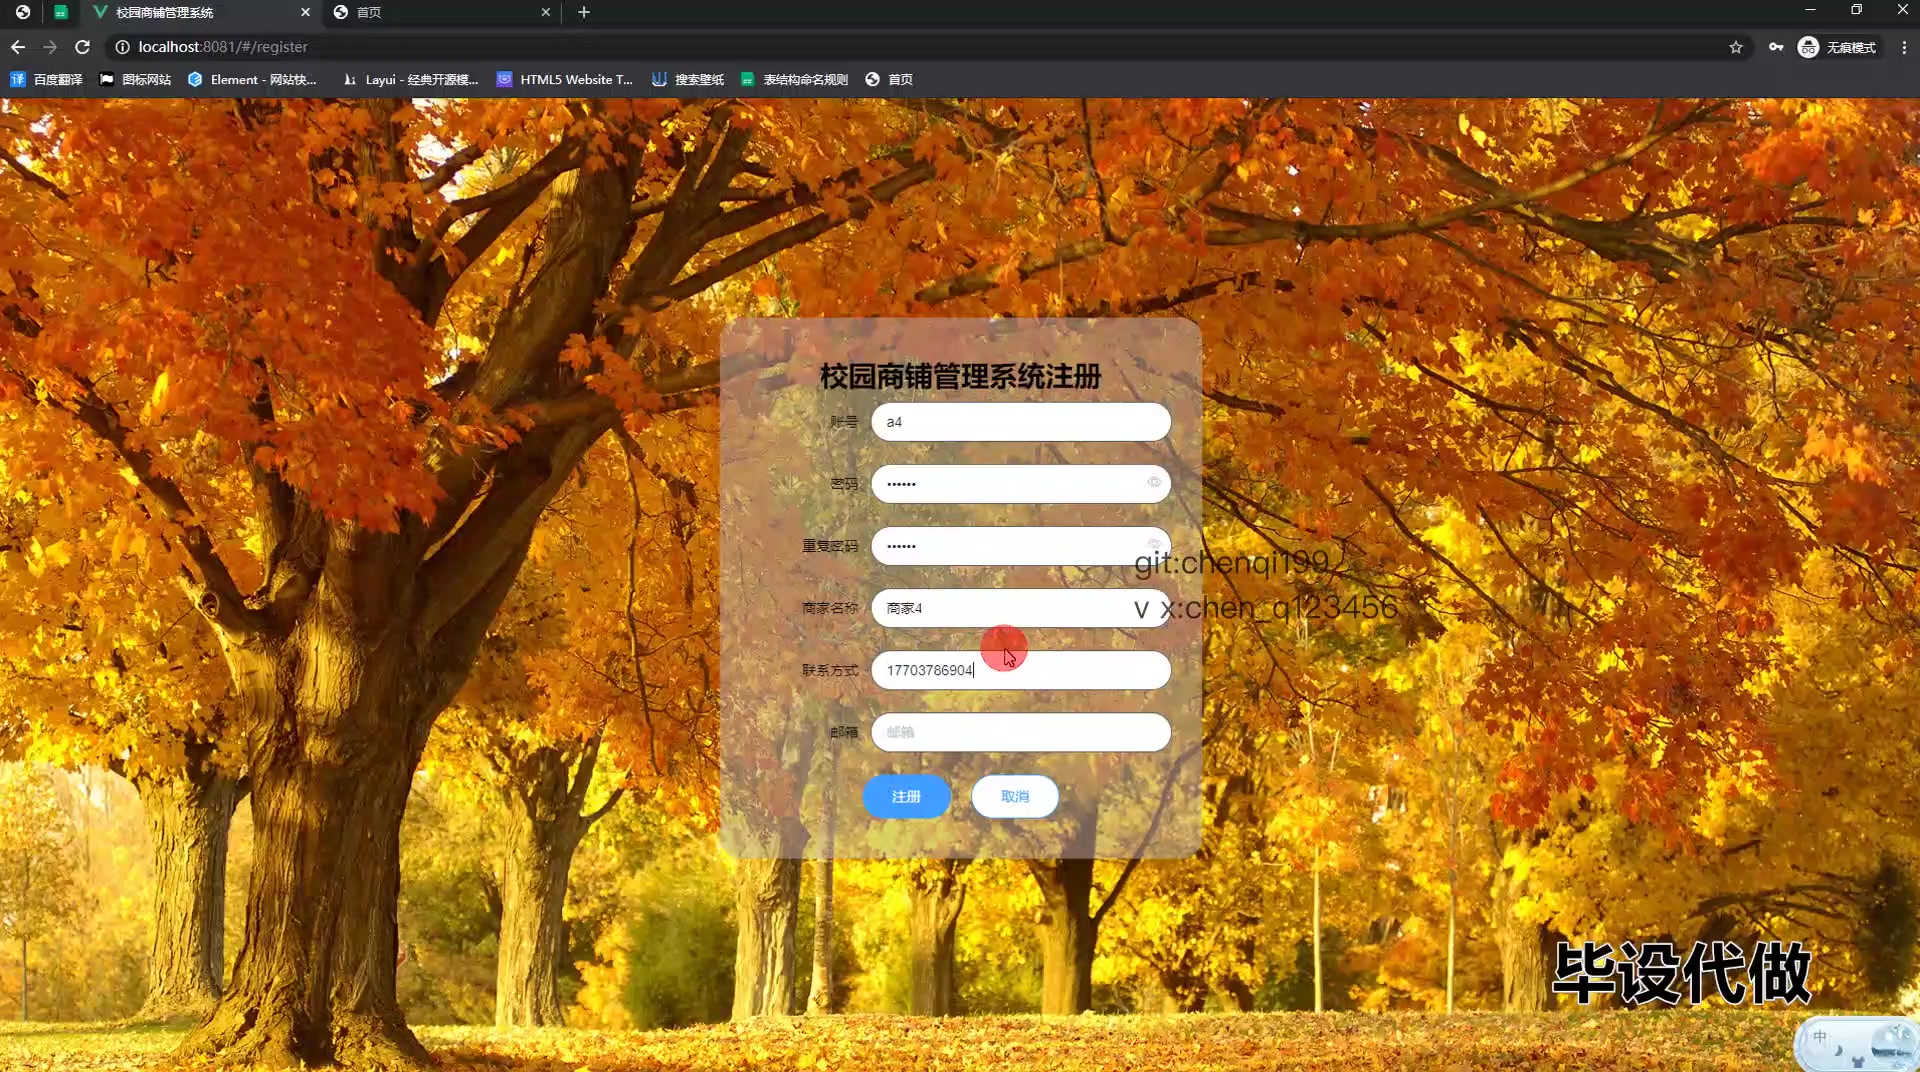 校园商铺管理系统
首页
localhost:8081/#/register
无痕模式
百度翻译
图标网站
Element - 网站快...
Layui - 经典开源模...
HTML5 Website T...
搜索壁纸
表结构命名规则
首页
校园商铺管理系统注册
账号
a4
密码
••••••
重复密码
••••••
git:chenqi199
商家名称
商家4
v x:chen_q123456
联系方式
17703786904
邮箱
邮箱
注册
取消
毕设代做
中